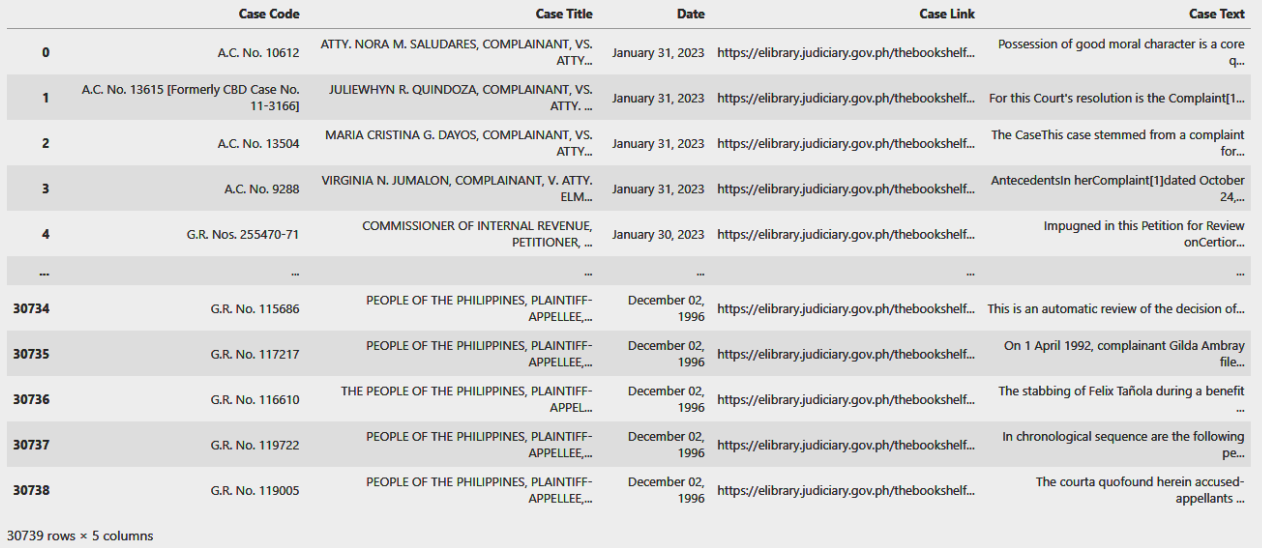 Case Code Case Title Date Case Link Case Text
0 A.C. No. 10612 ATTY. NORA M. SALUDARES, COMPLAINANT, VS. ATTY... January 31, 2023 https://elibrary.judiciary.gov.ph/thebookshelf... Possession of good moral character is a core q...
1 A.C. No. 13615 [Formerly CBD Case No. 11-3166] JULIEWHYN R. QUINDOZA, COMPLAINANT, VS. ATTY. ... January 31, 2023 https://elibrary.judiciary.gov.ph/thebookshelf... For this Court's resolution is the Complaint[1...
2 A.C. No. 13504 MARIA CRISTINA G. DAYOS, COMPLAINANT, VS. ATTY... January 31, 2023 https://elibrary.judiciary.gov.ph/thebookshelf... The CaseThis case stemmed from a complaint for...
3 A.C. No. 9288 VIRGINIA N. JUMALON, COMPLAINANT, V. ATTY. ELM... January 31, 2023 https://elibrary.judiciary.gov.ph/thebookshelf... AntecedentsIn herComplaint[1]dated October 24,...
4 G.R. Nos. 255470-71 COMMISSIONER OF INTERNAL REVENUE, PETITIONER, ... January 30, 2023 https://elibrary.judiciary.gov.ph/thebookshelf... Impugned in this Petition for Review onCertior...
... ... ... ... ... ...
30734 G.R. No. 115686 PEOPLE OF THE PHILIPPINES, PLAINTIFF-APPELLEE,... December 02, 1996 https://elibrary.judiciary.gov.ph/thebookshelf... This is an automatic review of the decision of...
30735 G.R. No. 117217 PEOPLE OF THE PHILIPPINES, PLAINTIFF-APPELLEE,... December 02, 1996 https://elibrary.judiciary.gov.ph/thebookshelf... On 1 April 1992, complainant Gilda Ambray file...
30736 G.R. No. 116610 THE PEOPLE OF THE PHILIPPINES, PLAINTIFF-APPEL... December 02, 1996 https://elibrary.judiciary.gov.ph/thebookshelf... The stabbing of Felix Tañola during a benefit ...
30737 G.R. No. 119722 PEOPLE OF THE PHILIPPINES, PLAINTIFF-APPELLEE,... December 02, 1996 https://elibrary.judiciary.gov.ph/thebookshelf... In chronological sequence are the following pe...
30738 G.R. No. 119005 PEOPLE OF THE PHILIPPINES, PLAINTIFF-APPELLEE,... December 02, 1996 https://elibrary.judiciary.gov.ph/thebookshelf... The courta quofound herein accused-appellants ...
30739 rows × 5 columns